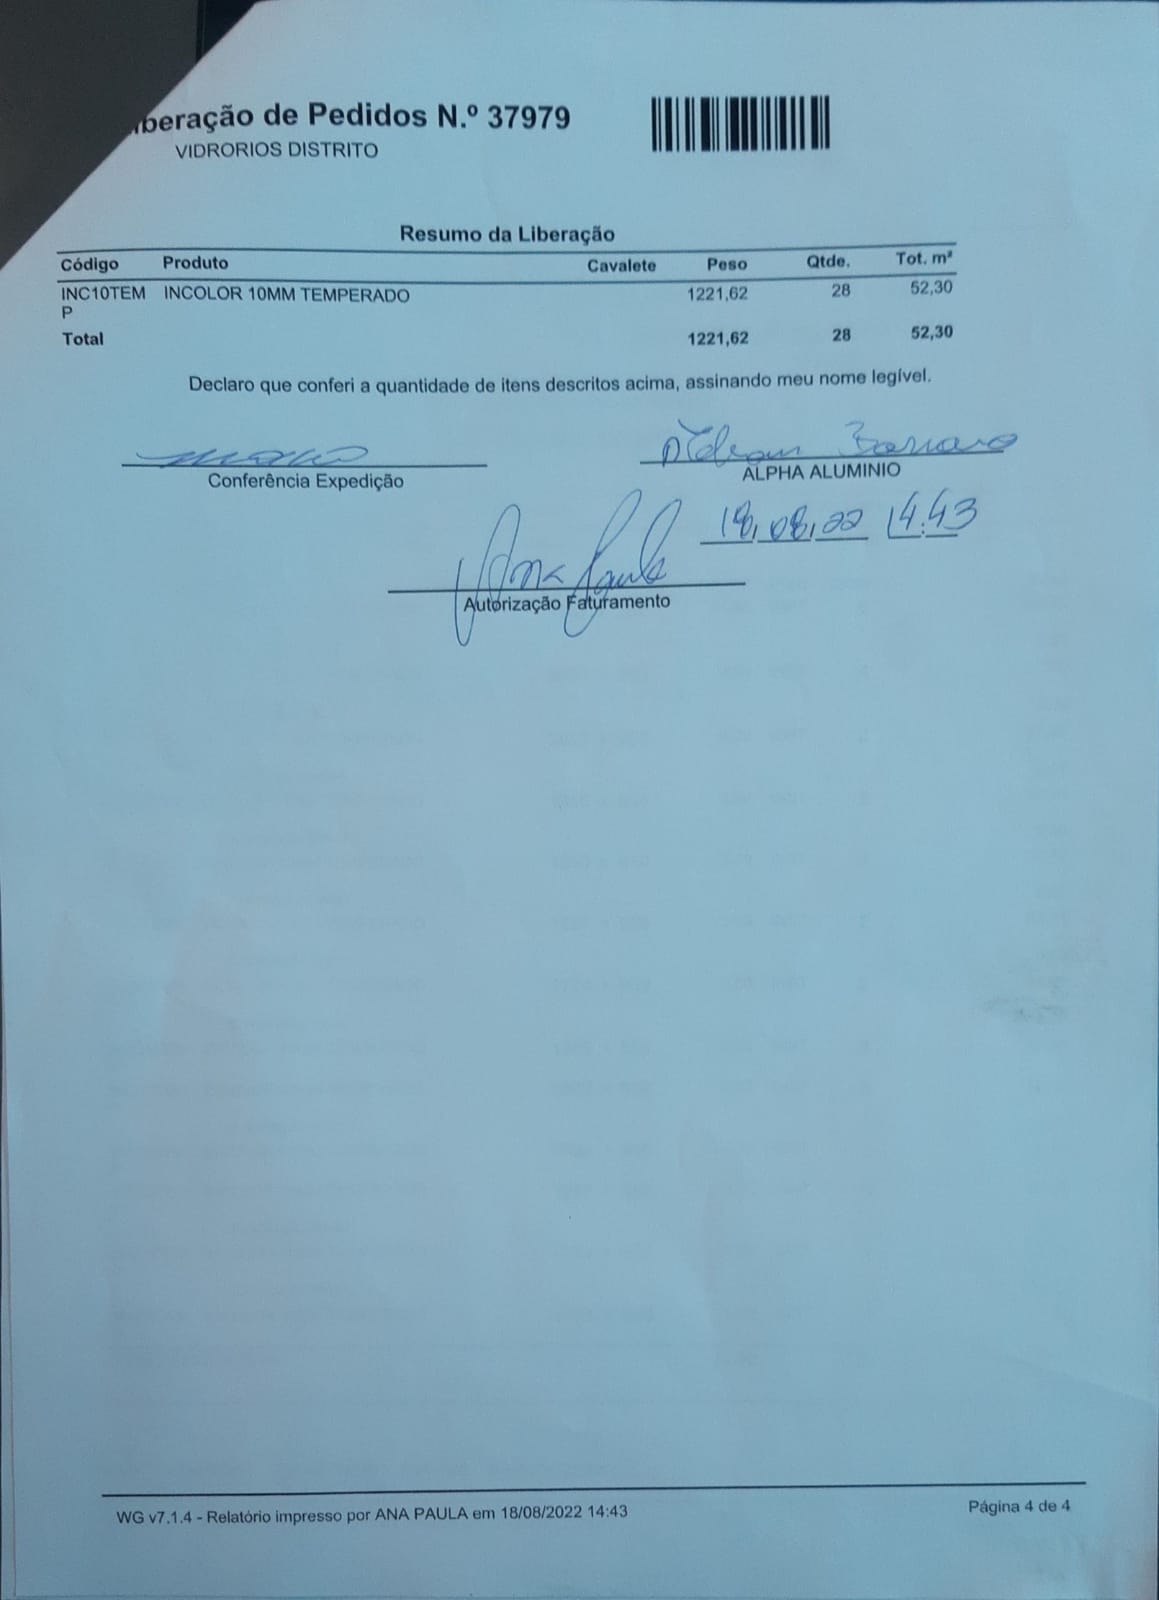 iberação de Pedidos N.º 37979
VIDRORIOS DISTRITO
Resumo da Liberação
Código Produto Cavalete Peso Qtde. Tot. m²
INC10TEM INCOLOR 10MM TEMPERADO 1221,62 28 52,30
P
Total 1221,62 28 52,30
Declaro que conferi a quantidade de itens descritos acima, assinando meu nome legível.
Conferência Expedição
ALPHA ALUMINIO
18,08,22 14:43
Ana Paula
Autorização Faturamento
WG v7.1.4 - Relatório impresso por ANA PAULA em 18/08/2022 14:43
Página 4 de 4